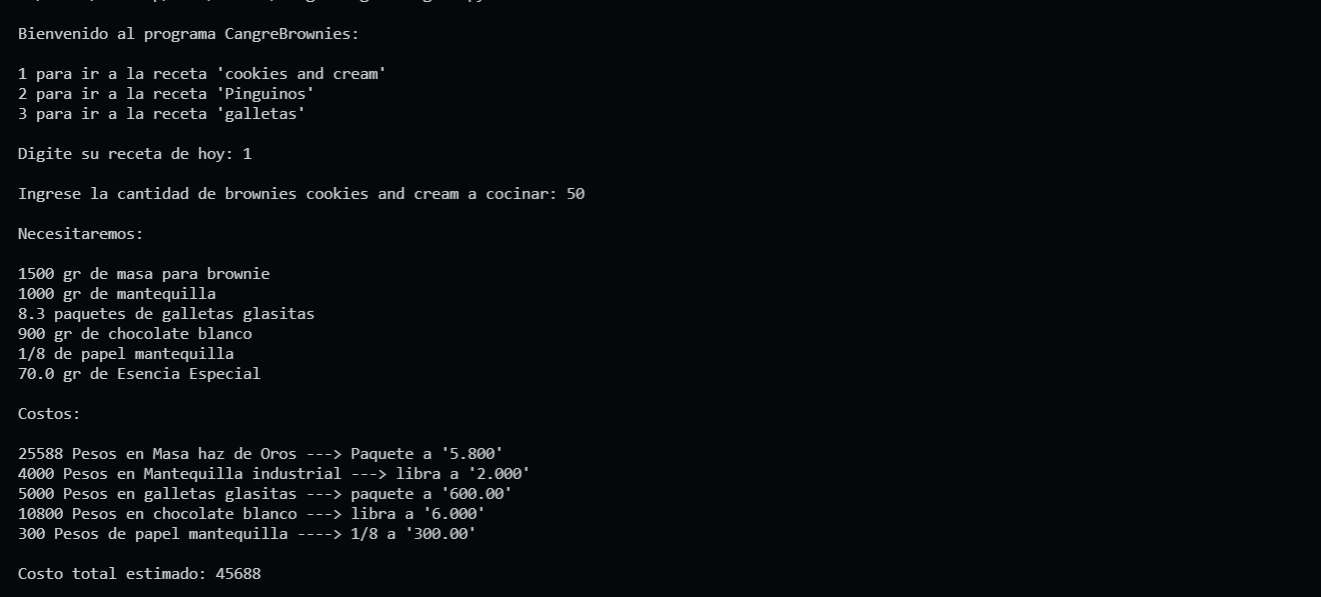 Bienvenido al programa CangreBrownies:
1 para ir a la receta 'cookies and cream'
2 para ir a la receta 'Pinguinos'
3 para ir a la receta 'galletas'
Digite su receta de hoy: 1
Ingrese la cantidad de brownies cookies and cream a cocinar: 50
Necesitaremos:
1500 gr de masa para brownie
1000 gr de mantequilla
8.3 paquetes de galletas glasitas
900 gr de chocolate blanco
1/8 de papel mantequilla
70.0 gr de Esencia Especial
Costos:
25588 Pesos en Masa haz de Oros ---> Paquete a '5.800'
4000 Pesos en Mantequilla industrial ---> libra a '2.000'
5000 Pesos en galletas glasitas ---> paquete a '600.00'
10800 Pesos en chocolate blanco ---> libra a '6.000'
300 Pesos de papel mantequilla ----> 1/8 a '300.00'
Costo total estimado: 45688